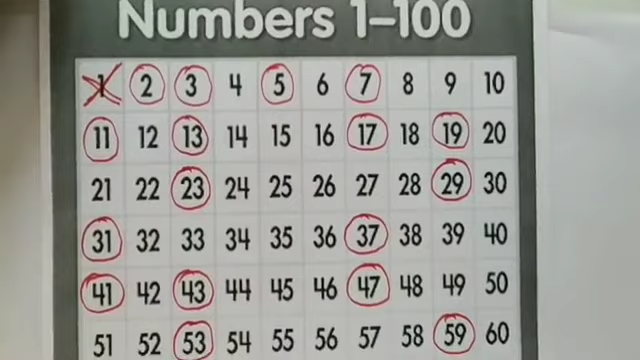 Numbers 1–100
1 2 3 4 5 6 7 8 9 10
11 12 13 14 15 16 17 18 19 20
21 22 23 24 25 26 27 28 29 30
31 32 33 34 35 36 37 38 39 40
41 42 43 44 45 46 47 48 49 50
51 52 53 54 55 56 57 58 59 60